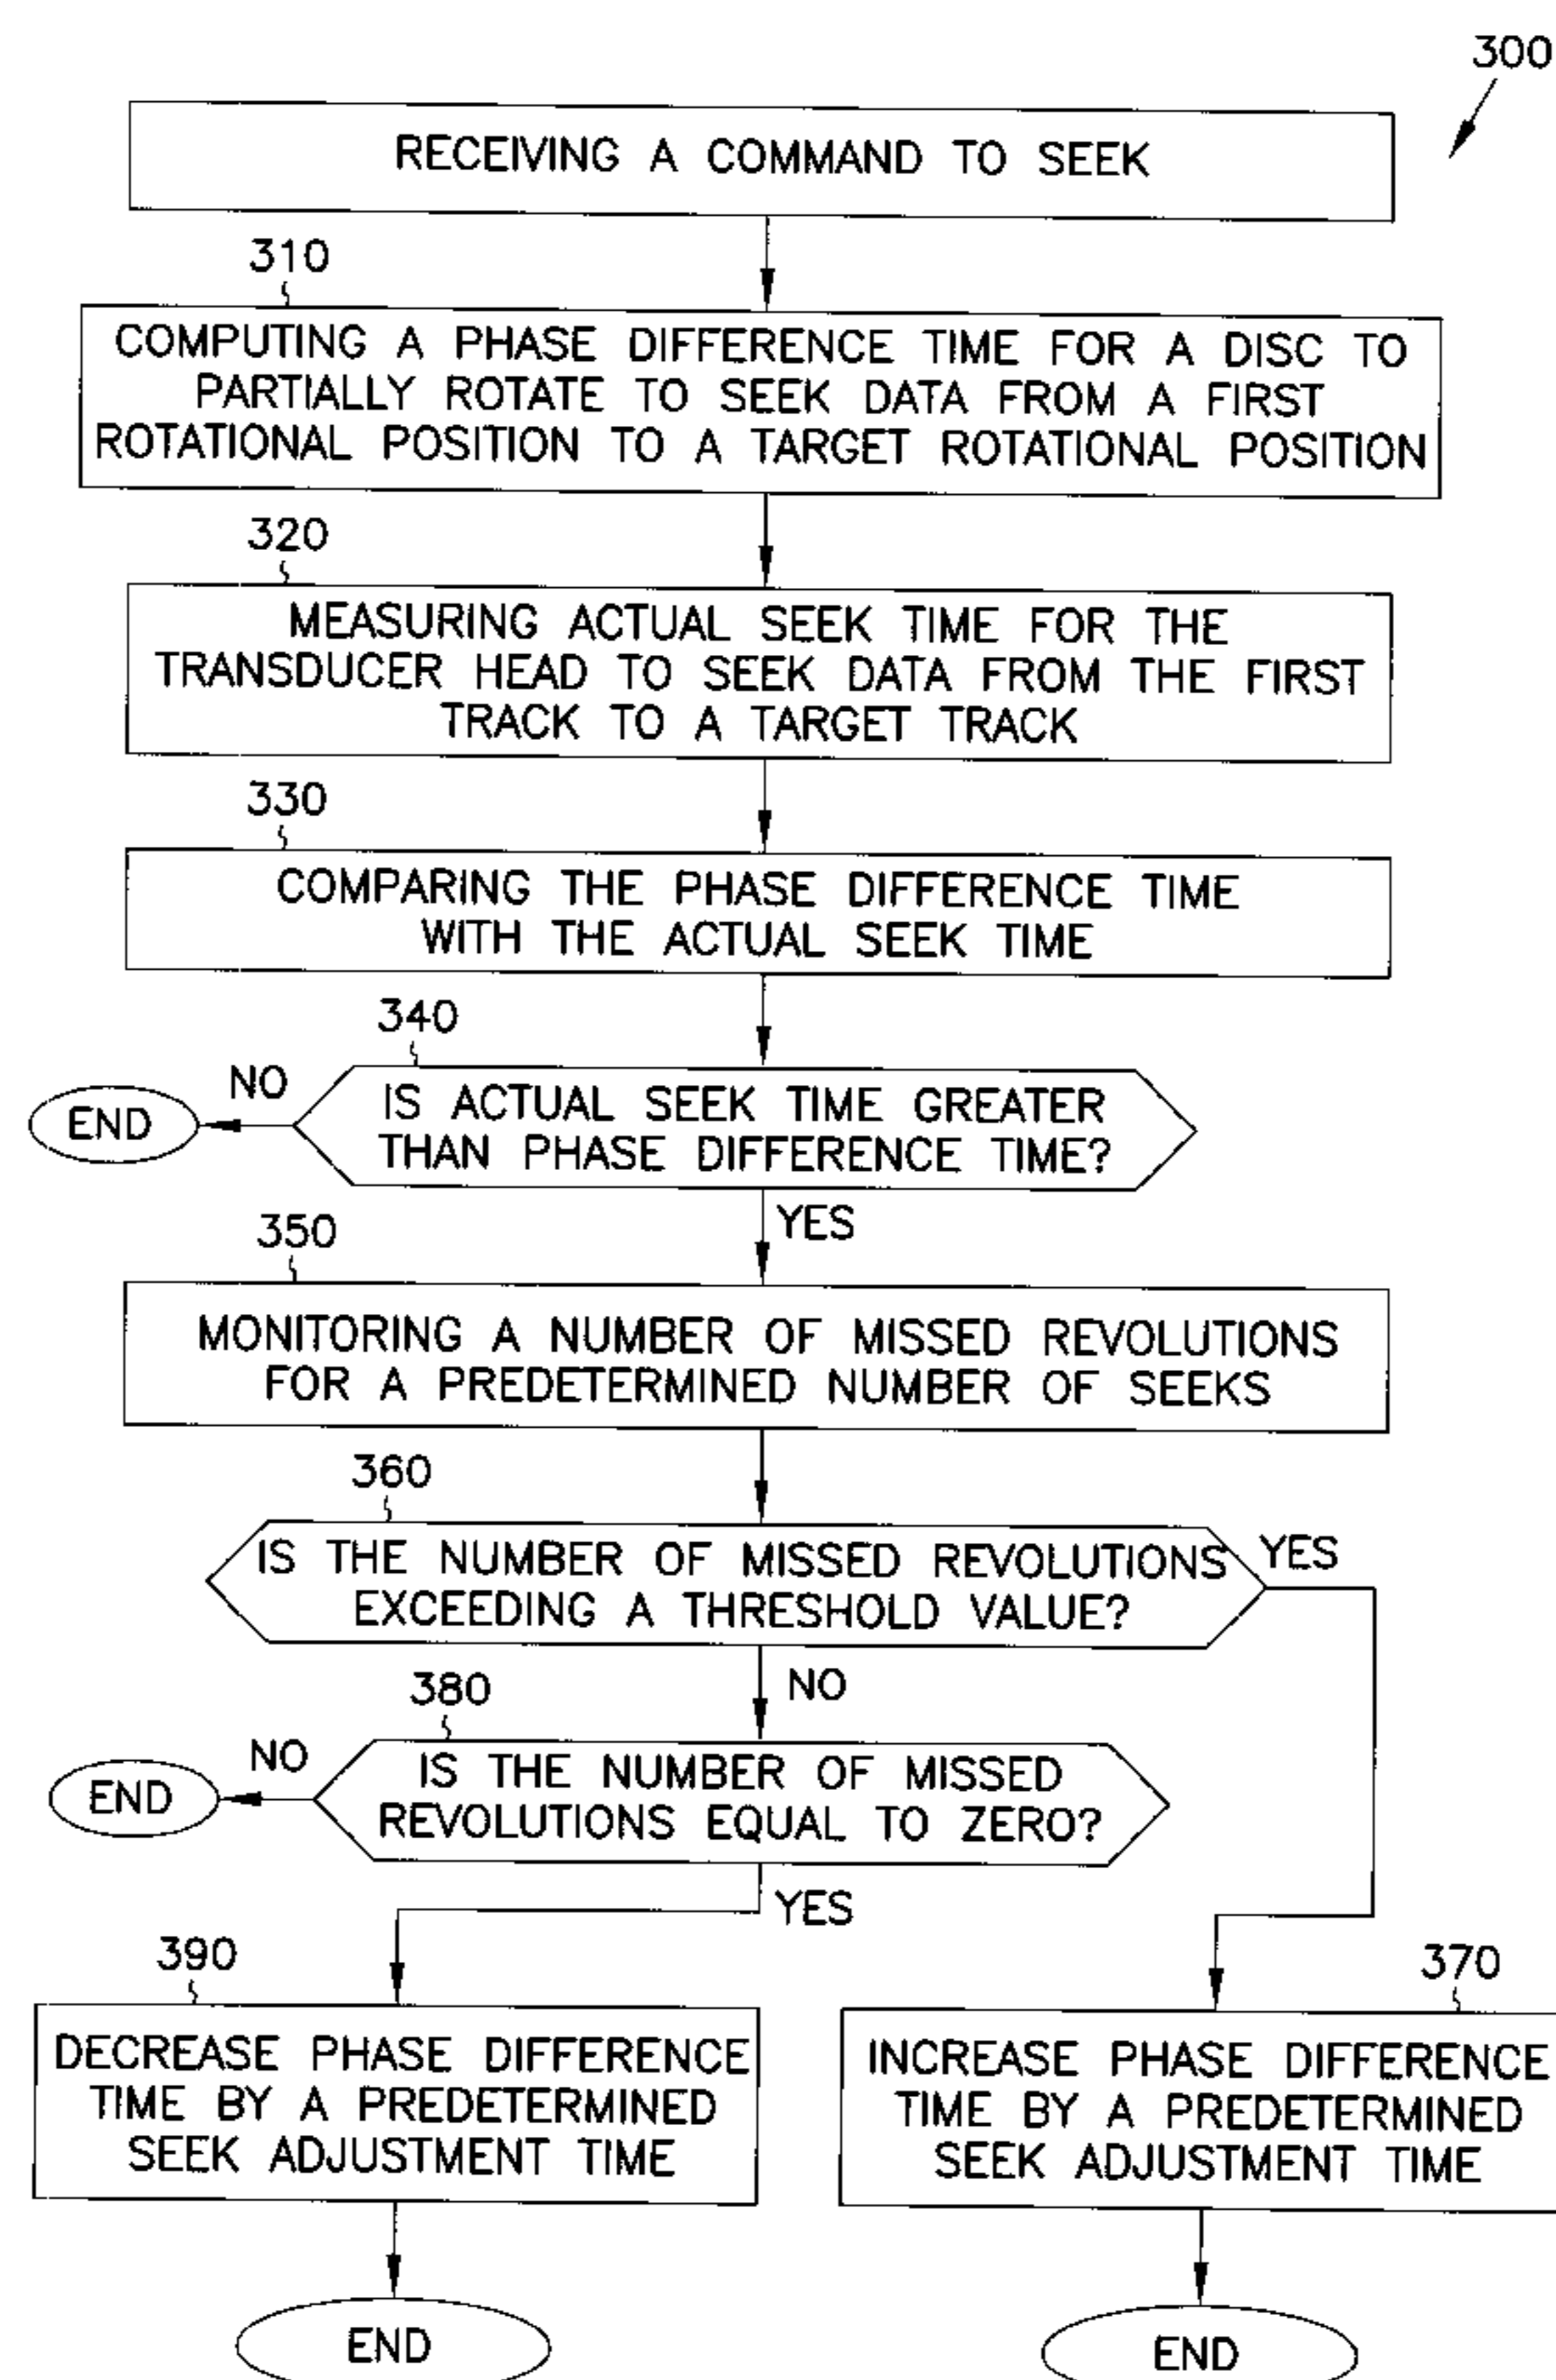 300
RECEIVING A COMMAND TO SEEK
310
COMPUTING A PHASE DIFFERENCE TIME FOR A DISC TO
PARTIALLY ROTATE TO SEEK DATA FROM A FIRST
ROTATIONAL POSITION TO A TARGET ROTATIONAL POSITION
320
MEASURING ACTUAL SEEK TIME FOR THE
TRANSDUCER HEAD TO SEEK DATA FROM THE FIRST
TRACK TO A TARGET TRACK
330
COMPARING THE PHASE DIFFERENCE TIME
WITH THE ACTUAL SEEK TIME
340
NO
END
IS ACTUAL SEEK TIME GREATER
THAN PHASE DIFFERENCE TIME?
YES
350
MONITORING A NUMBER OF MISSED REVOLUTIONS
FOR A PREDETERMINED NUMBER OF SEEKS
360
IS THE NUMBER OF MISSED REVOLUTIONS
EXCEEDING A THRESHOLD VALUE?
YES
NO
380
NO
END
IS THE NUMBER OF MISSED
REVOLUTIONS EQUAL TO ZERO?
YES
390
DECREASE PHASE DIFFERENCE
TIME BY A PREDETERMINED
SEEK ADJUSTMENT TIME
END
370
INCREASE PHASE DIFFERENCE
TIME BY A PREDETERMINED
SEEK ADJUSTMENT TIME
END